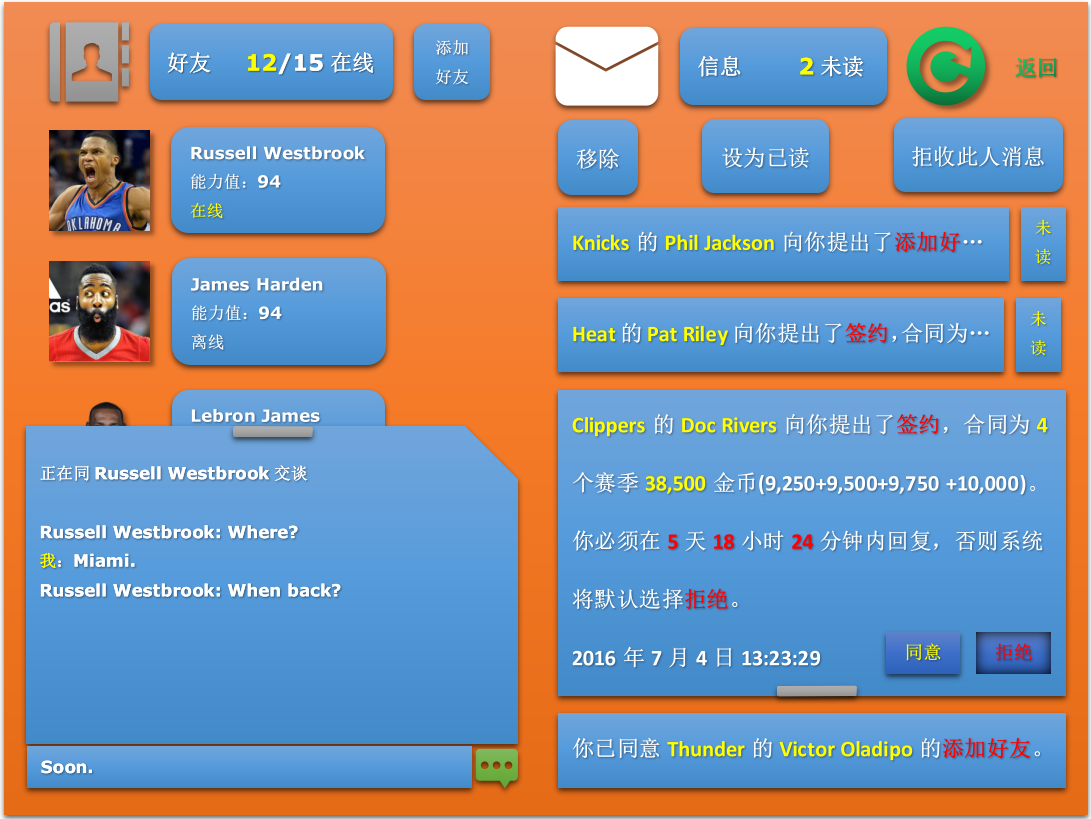 好友 12/15 在线
添加
好友
Russell Westbrook
能力值：94
在线
OKLAHOMA
James Harden
能力值：94
离线
as
Lebron James
正在同 Russell Westbrook 交谈
Russell Westbrook: Where?
我：Miami.
Russell Westbrook: When back?
Soon.
信息 2 未读
返回
移除
设为已读
拒收此人消息
Knicks 的 Phil Jackson 向你提出了添加好…
未
读
Heat 的 Pat Riley 向你提出了签约，合同为…
未
读
Clippers 的 Doc Rivers 向你提出了签约，合同为 4
个赛季 38,500 金币(9,250+9,500+9,750 +10,000)。
你必须在 5 天 18 小时 24 分钟内回复，否则系统
将默认选择拒绝。
2016 年 7 月 4 日 13:23:29
同意
拒绝
你已同意 Thunder 的 Victor Oladipo 的添加好友。